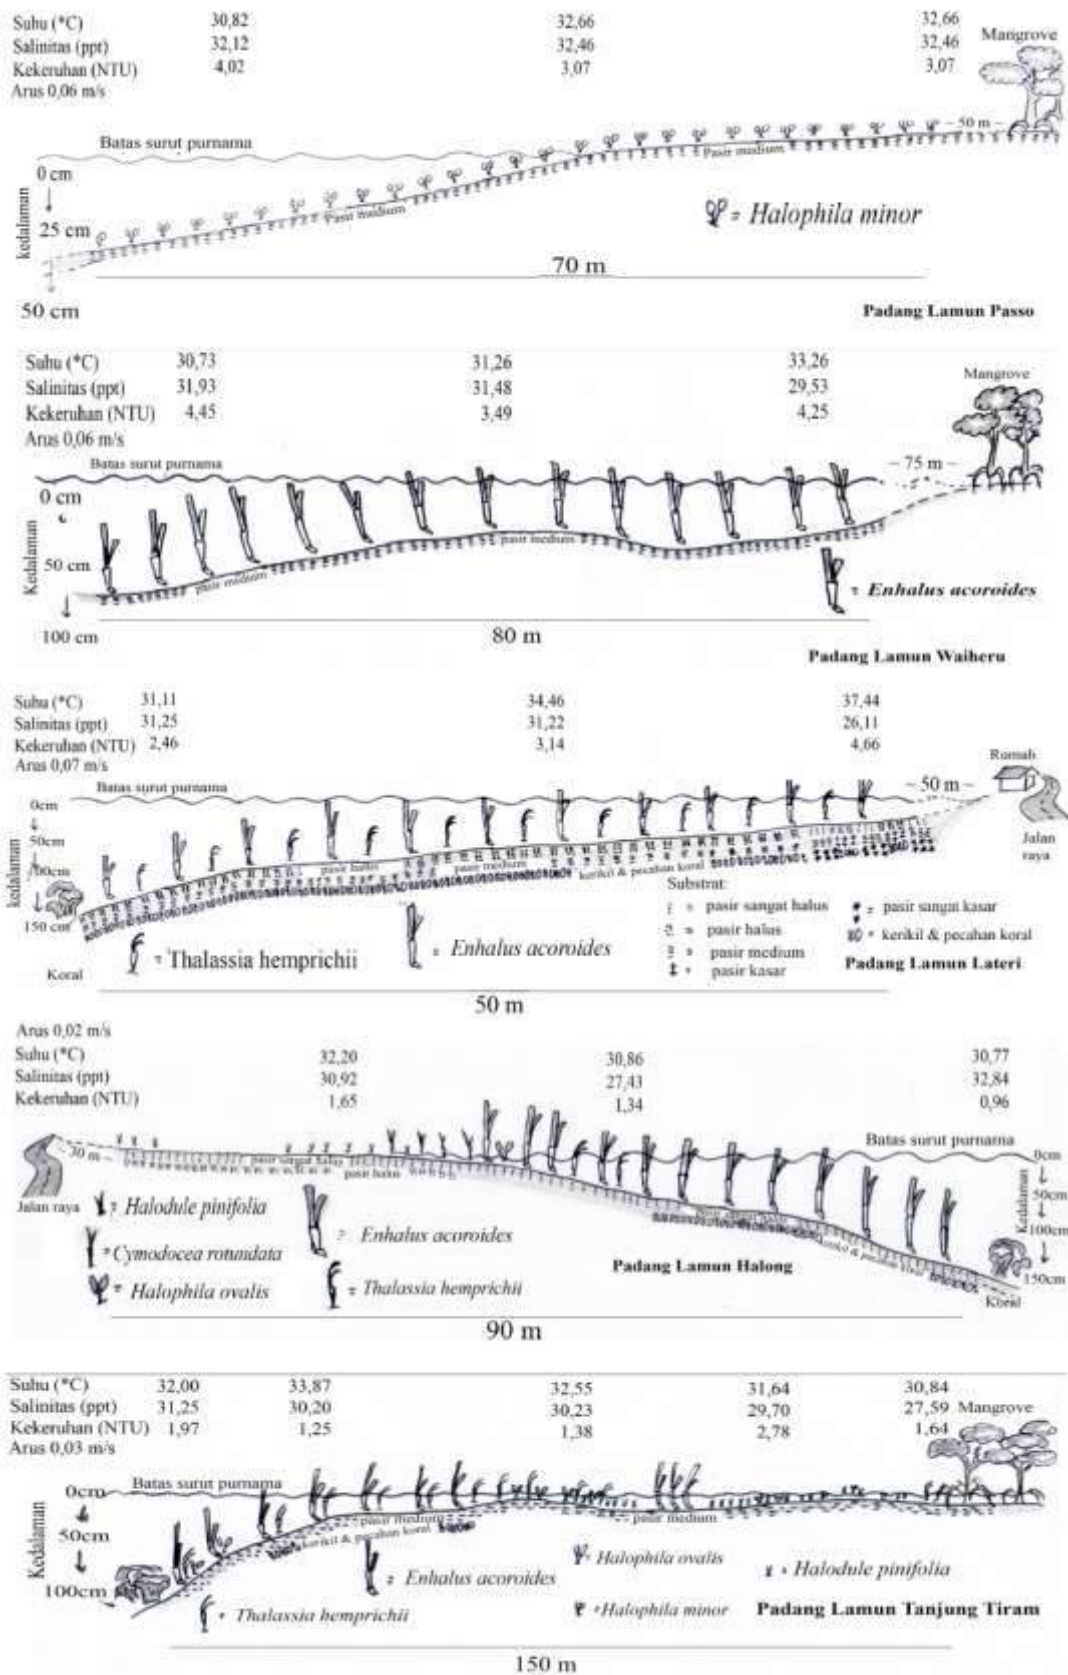 Suhu (°C) 30,82 32,66 32,66
Salinitas (ppt) 32,12 32,46 32,46 Mangrove
Kekeruhan (NTU) 4,02 3,07 3,07
Arus 0,06 m/s
Batas surut purnama
- 50 m -
0 cm
Pasir medium
kedalaman
25 cm
Pasir medium
= Halophila minor
70 m
50 cm
Padang Lamun Passo
Suhu (°C) 30,73 31,26 33,26
Salinitas (ppt) 31,93 31,48 29,53
Mangrove
Kekeruhan (NTU) 4,45 3,49 4,25
Arus 0,06 m/s
Batas surut purnama
- 75 m -
0 cm
Kedalaman
50 cm
pasir medium
pasir medium
= Enhalus acoroides
100 cm
80 m
Padang Lamun Waiheru
Suhu (°C) 31,11 34,46 37,44
Salinitas (ppt) 31,25 31,22 26,11
Kekeruhan (NTU) 2,46 3,14 4,66
Arus 0,07 m/s
Rumah
Batas surut purnama
- 50 m -
0cm
50cm
Jalan
raya
kedalaman
100cm
pasir halus
pasir medium
kerikil & pecahan koral
Substrat:
= pasir sangat halus
= pasir sangat kasar
150 cm
= pasir halus
= kerikil & pecahan koral
= Thalassia hemprichii
= Enhalus acoroides
= pasir medium
Koral
= pasir kasar
Padang Lamun Lateri
50 m
Arus 0,02 m/s
Suhu (°C) 32,20 30,86 30,77
Salinitas (ppt) 30,92 27,43 32,84
Kekeruhan (NTU) 1,65 1,34 0,96
Batas surut purnama
- 30 m -
0cm
pasir sangat halus
pasir halus
50cm
Kedalaman
Jalan raya
= Halodule pinifolia
100cm
= Enhalus acoroides
= Cymodocea rotundata
kerikil & pecahan koral
Padang Lamun Halong
= Halophila ovalis
= Thalassia hemprichii
150cm
Koral
90 m
Suhu (°C) 32,00 33,87 32,55 31,64 30,84
Salinitas (ppt) 31,25 30,20 30,23 29,70 27,59 Mangrove
Kekeruhan (NTU) 1,97 1,25 1,38 2,78 1,64
Arus 0,03 m/s
Batas surut purnama
0cm
Kedalaman
50cm
pasir medium
pasir medium
kerikil & pecahan koral
100cm
= Enhalus acoroides
= Halophila ovalis
= Halodule pinifolia
= Thalassia hemprichii
= Halophila minor
Padang Lamun Tanjung Tiram
150 m